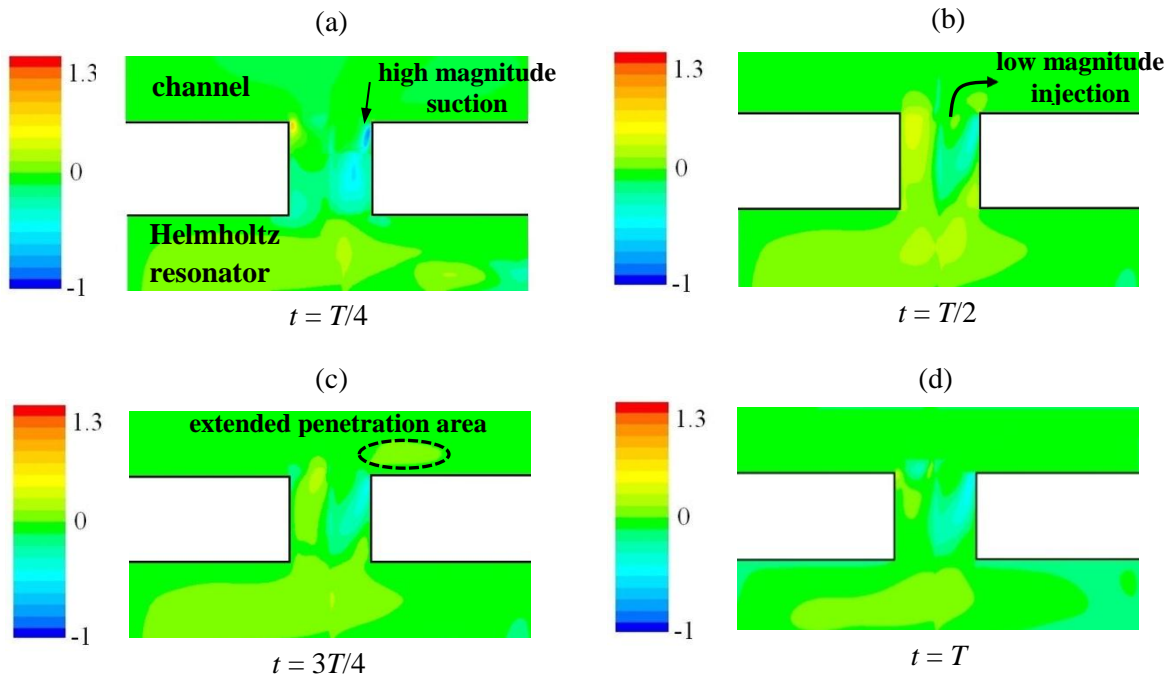 (a)
1.3
0
-1
channel
high magnitude
suction
Helmholtz
resonator
t = T/4
(b)
1.3
0
-1
low magnitude
injection
t = T/2
(c)
1.3
0
-1
extended penetration area
t = 3T/4
(d)
1.3
0
-1
t = T